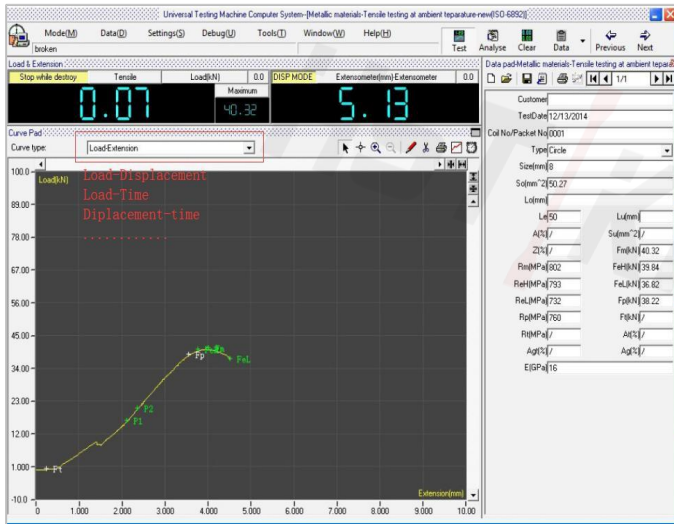 Universal Testing Machine Computer System-[Metallic materials-Tensile testing at ambient teparature-new(ISO-6892)]
Mode(M) Data(D) Settings(S) Debug(U) Tools(T) Window(W) Help(H)
broken
Test Analyse Clear Data Previous Next
Load & Extension
Stop while destroy Tensile Load(kN) 0.0 DISP MODE Extensometer(mm)-Extensometer 0.0
0.07
Maximum
40.32
5.13
Curve Pad
Curve type: Load-Extension
Load-Displacement
Load-Time
Diplacement-time
............
Load(kN)
100.0
89.00
78.00
67.00
56.00
45.00
34.00
23.00
12.00
1.000
-10.0
Ft
F1
F2
Fp
FeL
Extension(mm)
0 1.000 2.000 3.000 4.000 5.000 6.000 7.000 8.000 9.000 10.00
Data pad-Metallic materials-Tensile testing at ambient tepara
1/1
Customer
TestDate 12/13/2014
Coil No/Packet No 0001
Type Circle
Size(mm) 8
So(mm^2) 50.27
Lo(mm)
Le 50 Lu(mm)
A(%) / Su(mm^2) /
Z(%) / Fm(kN) 40.32
Rm(MPa) 802 FeH(kN) 39.84
ReH(MPa) 793 FeL(kN) 36.82
ReL(MPa) 732 Fp(kN) 38.22
Rp(MPa) 760 Ft(kN) /
Rt(MPa) / At(%) /
Agt(%) / Ag(%) /
E(GPa) 16